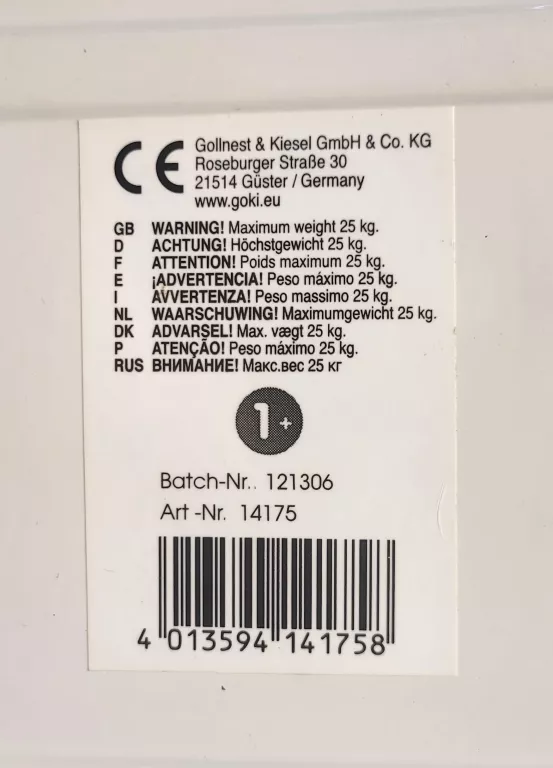 CE
Gollnest & Kiesel GmbH & Co. KG
Roseburger Straße 30
21514 Güster / Germany
www.goki.eu
GB WARNING! Maximum weight 25 kg.
D ACHTUNG! Höchstgewicht 25 kg.
F ATTENTION! Poids maximum 25 kg.
E ¡ADVERTENCIA! Peso máximo 25 kg.
I AVVERTENZA! Peso massimo 25 kg.
NL WAARSCHUWING! Maximumgewicht 25 kg.
DK ADVARSEL! Max. vægt 25 kg.
P ATENÇÃO! Peso máximo 25 kg.
RUS ВНИМАНИЕ! Макс.вес 25 кг
1+
Batch-Nr.. 121306
Art -Nr. 14175
4 013594 141758